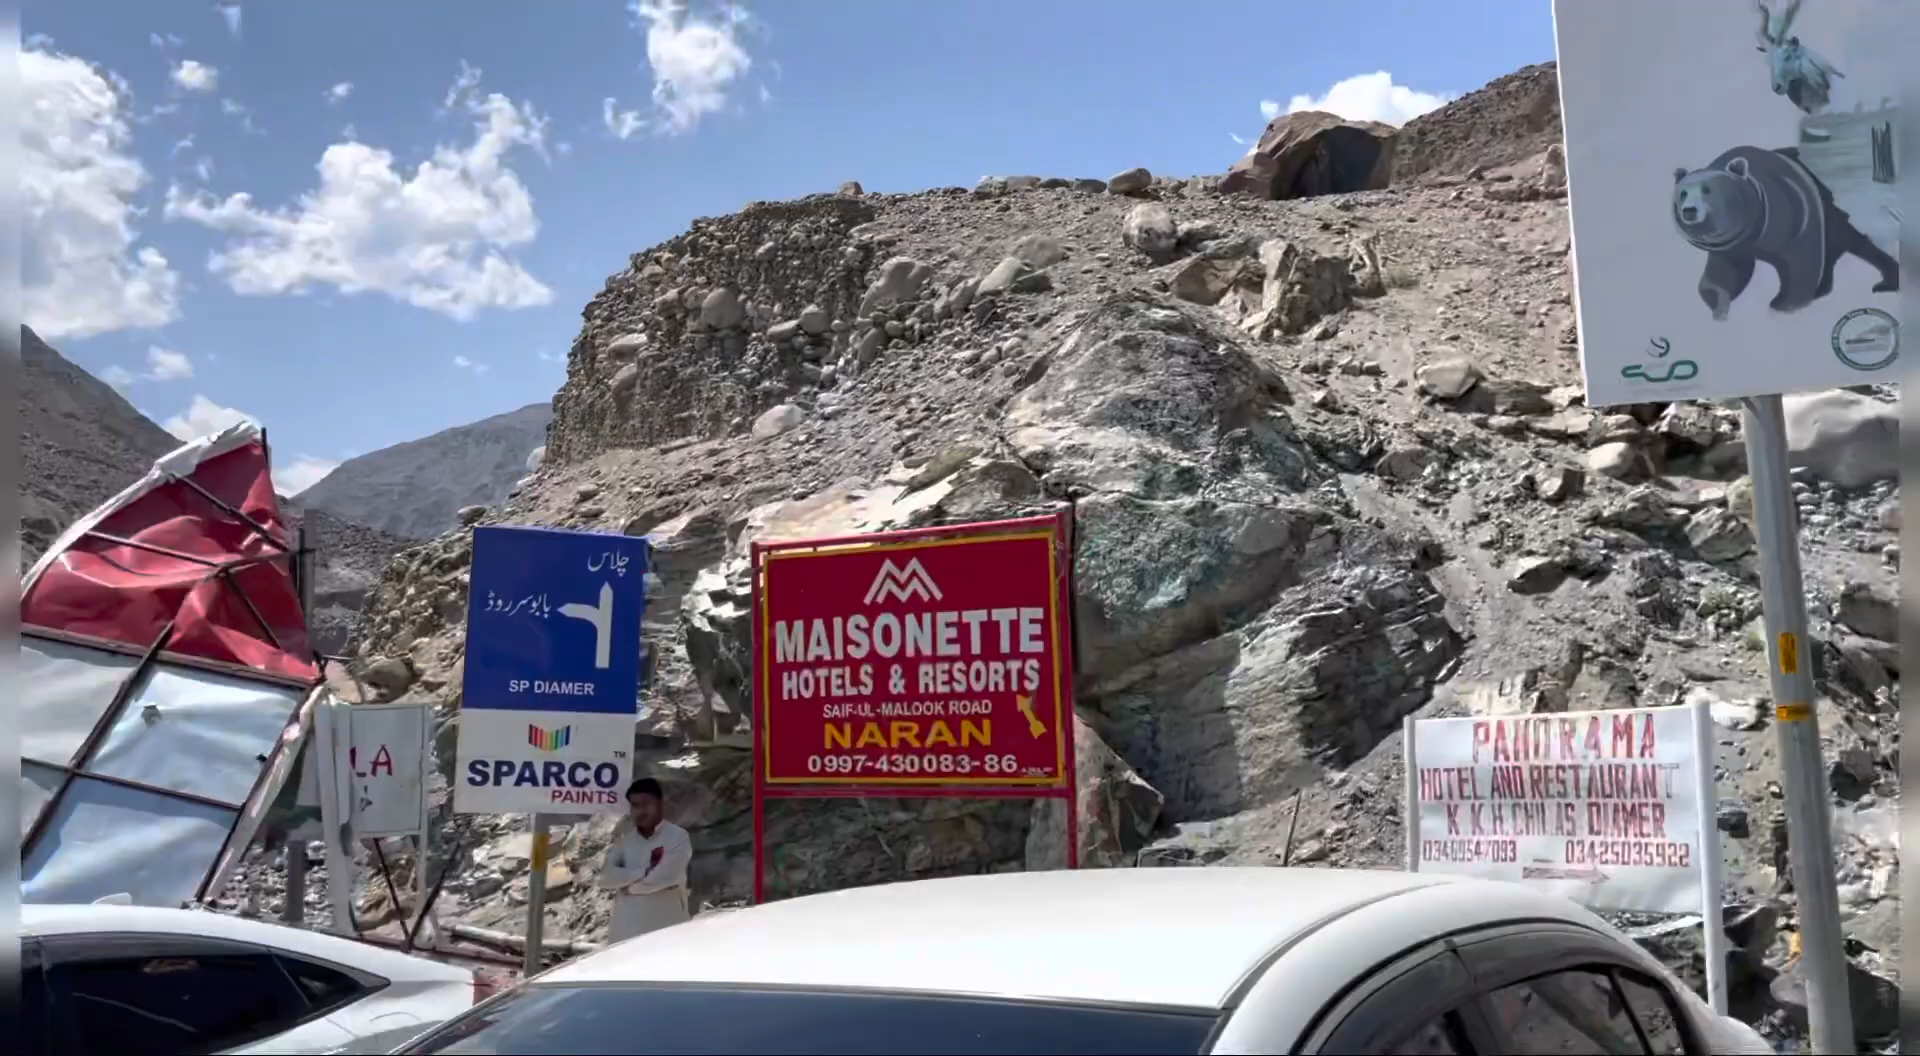 چلاس
بابوسر روڈ
SP DIAMER
SPARCO™
PAINTS
LA
MAISONETTE
HOTELS & RESORTS
SAIF-UL-MALOOK ROAD
NARAN
0997-430083-86
PANORAMA
HOTEL AND RESTAURANT
K.K.H.CHILAS DIAMER
03469547093 03425035922